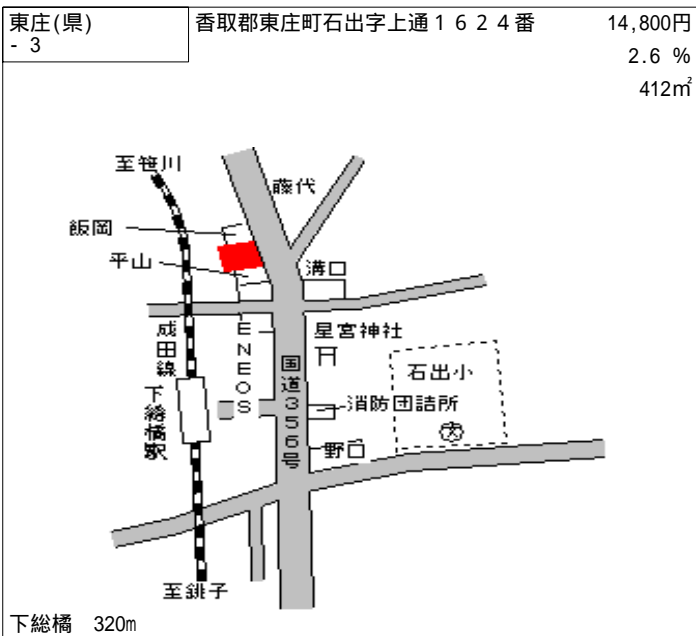 東庄(県)
- 3
香取郡東庄町石出字上通1624番
14,800円
2.6 %
412㎡
至笹川
藤代
飯岡
平山
溝口
成田線
ENEOS
星宮神社
国道356号
石出小
下総橘駅
消防団詰所
野口
至銚子
下総橘 320m